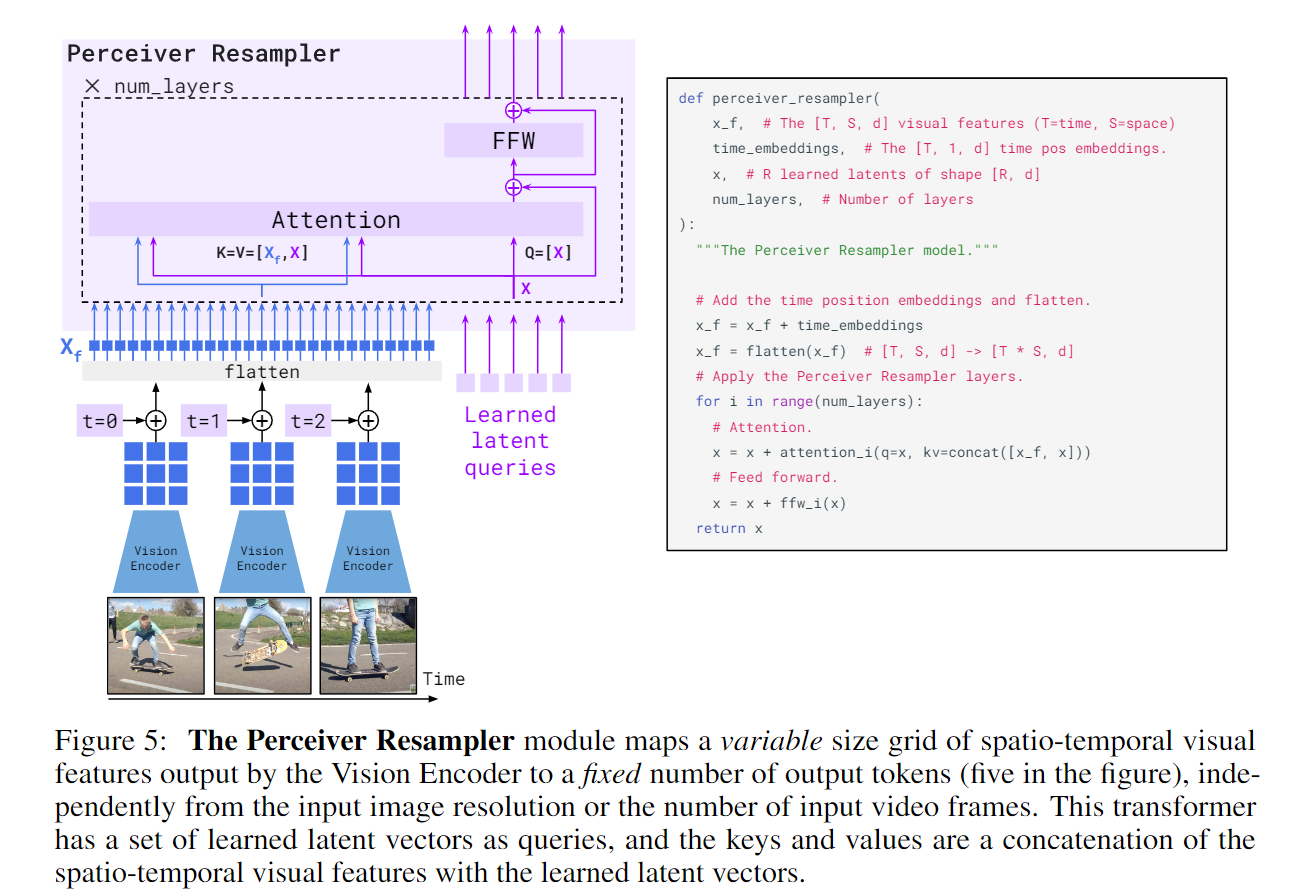 Perceiver Resampler
× num_layers
FFW
Attention
K=V=[Xf,X]
Q=[X]
X
Xf
flatten
t=0
t=1
t=2
Learned
latent
queries
Vision
Encoder
Vision
Encoder
Vision
Encoder
Time
def perceiver_resampler(
x_f,  # The [T, S, d] visual features (T=time, S=space)
time_embeddings,  # The [T, 1, d] time pos embeddings.
x,  # R learned latents of shape [R, d]
num_layers,  # Number of layers
):
"""The Perceiver Resampler model."""
# Add the time position embeddings and flatten.
x_f = x_f + time_embeddings
x_f = flatten(x_f)  # [T, S, d] -> [T * S, d]
# Apply the Perceiver Resampler layers.
for i in range(num_layers):
# Attention.
x = x + attention_i(q=x, kv=concat([x_f, x]))
# Feed forward.
x = x + ffw_i(x)
return x
Figure 5: The Perceiver Resampler module maps a variable size grid of spatio-temporal visual
features output by the Vision Encoder to a fixed number of output tokens (five in the figure), inde-
pendently from the input image resolution or the number of input video frames. This transformer
has a set of learned latent vectors as queries, and the keys and values are a concatenation of the
spatio-temporal visual features with the learned latent vectors.